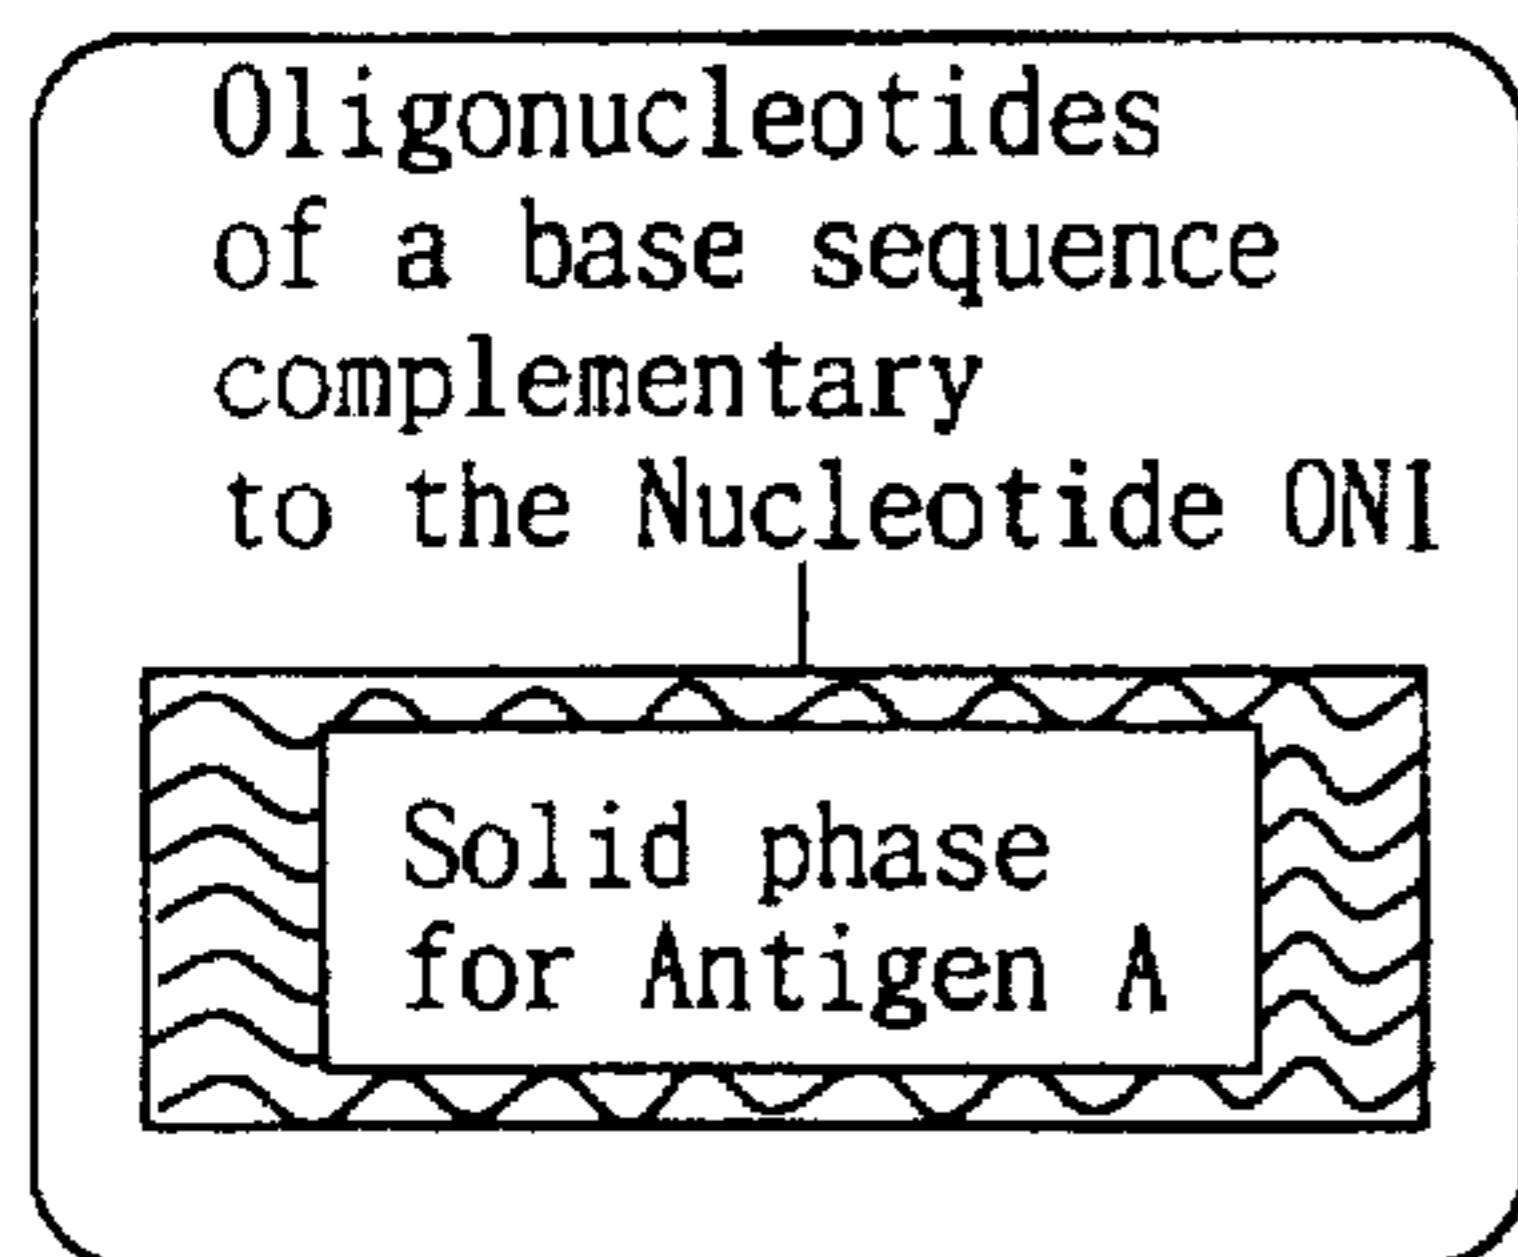 Oligonucleotides
of a base sequence
complementary
to the Nucleotide ON1
Solid phase
for Antigen A